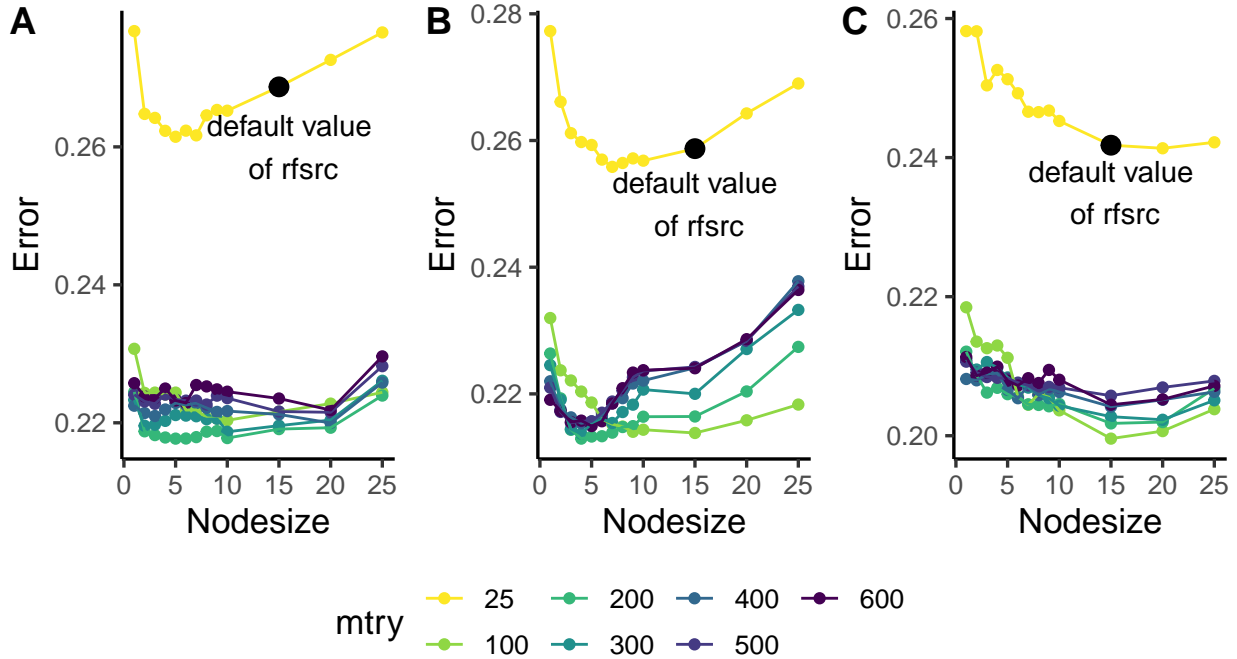 A
B
C
Error
0.26
0.24
0.22
default value
of rfsrc
0 5 10 15 20 25
Nodesize
Error
0.28
0.26
0.24
0.22
default value
of rfsrc
0 5 10 15 20 25
Nodesize
Error
0.26
0.24
0.22
0.20
default value
of rfsrc
0 5 10 15 20 25
Nodesize
mtry
25 200 400 600
100 300 500